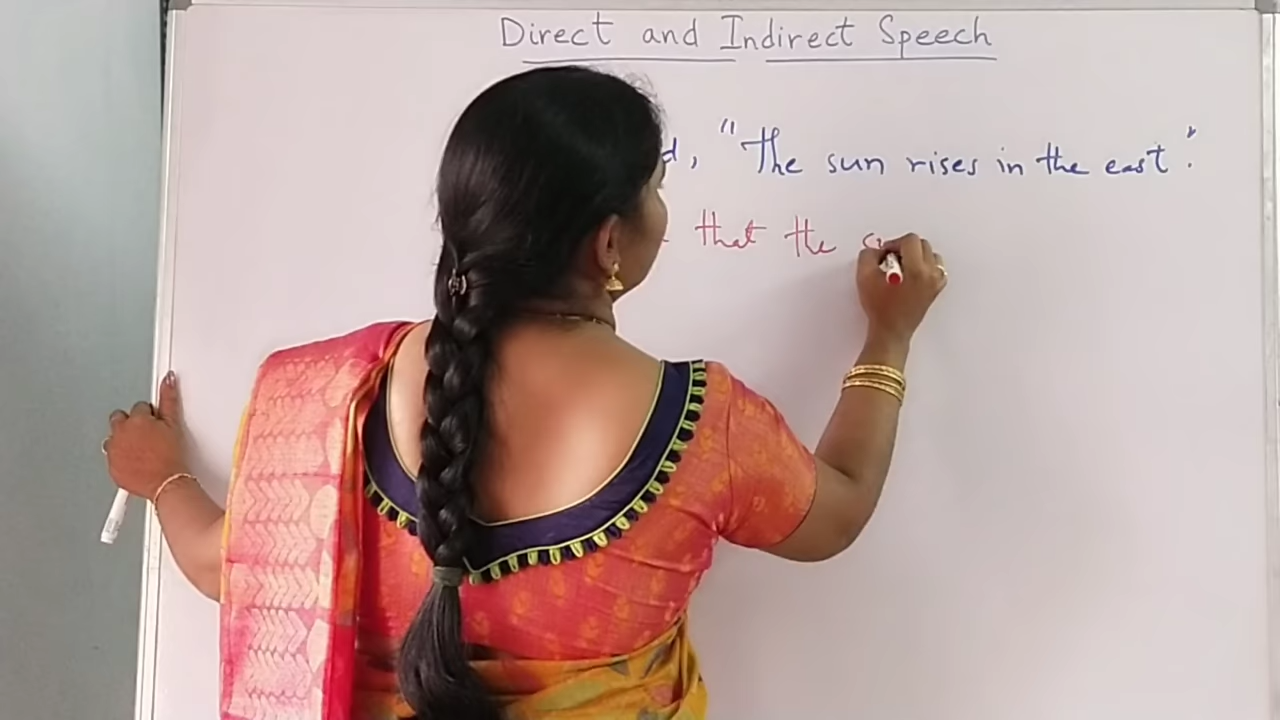 Direct and Indirect Speech
, "The sun rises in the east".
that the